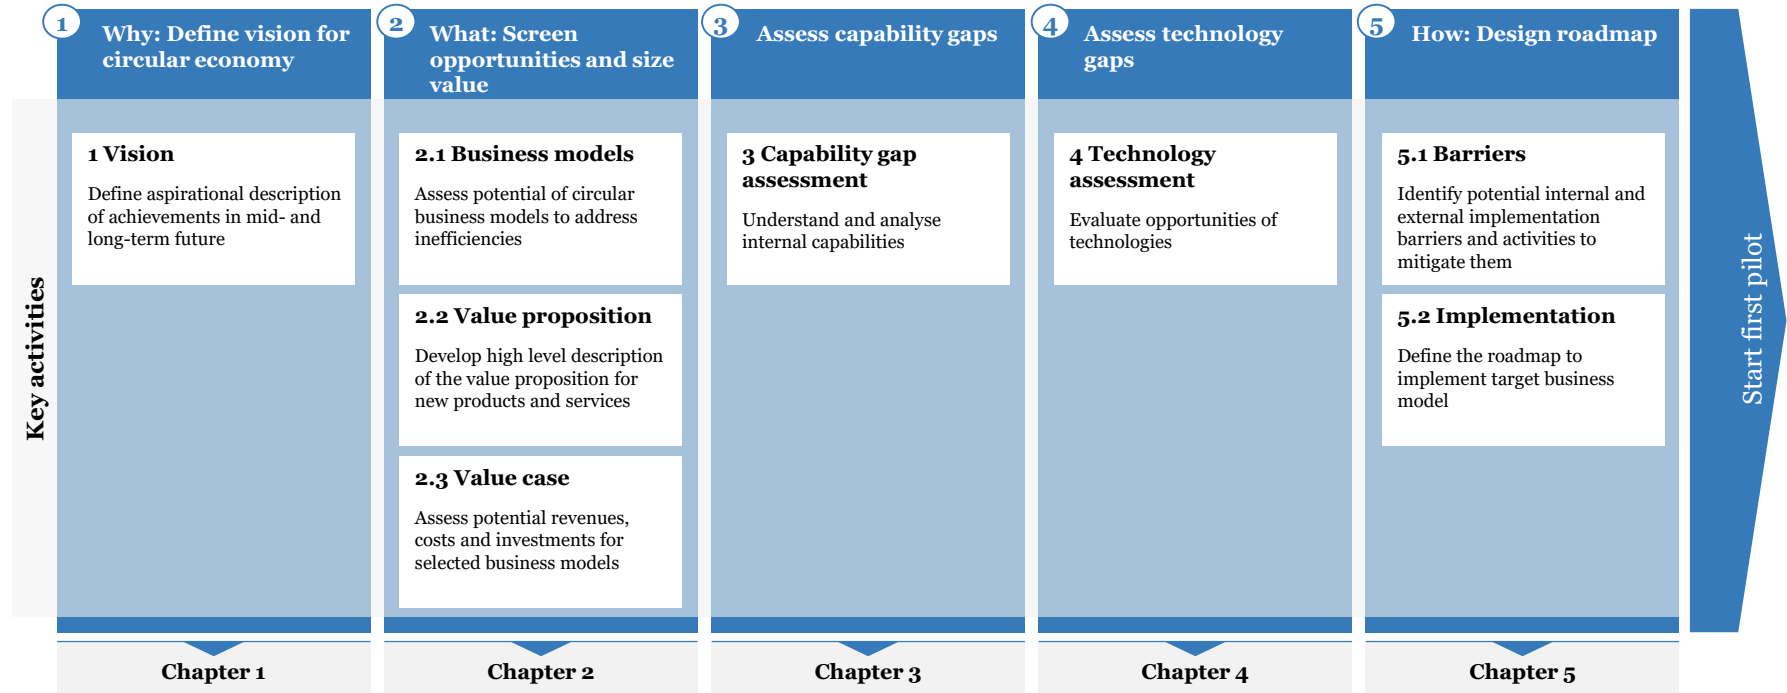 1
Why: Define vision for
circular economy
2
What: Screen
opportunities and size
value
3
Assess capability gaps
4
Assess technology
gaps
5
How: Design roadmap
Key activities
1 Vision
Define aspirational description
of achievements in mid- and
long-term future
2.1 Business models
Assess potential of circular
business models to address
inefficiencies
2.2 Value proposition
Develop high level description
of the value proposition for
new products and services
2.3 Value case
Assess potential revenues,
costs and investments for
selected business models
3 Capability gap
assessment
Understand and analyse
internal capabilities
4 Technology
assessment
Evaluate opportunities of
technologies
5.1 Barriers
Identify potential internal and
external implementation
barriers and activities to
mitigate them
5.2 Implementation
Define the roadmap to
implement target business
model
Start first pilot
Chapter 1
Chapter 2
Chapter 3
Chapter 4
Chapter 5